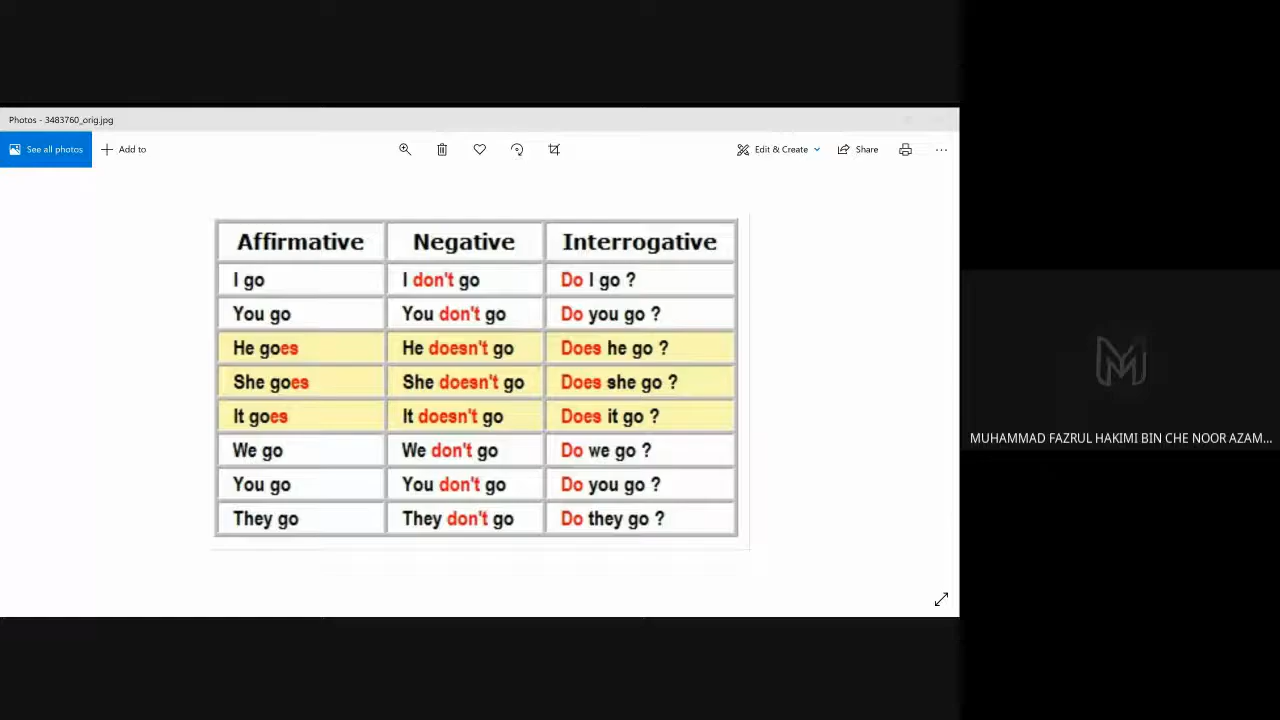 Photos - 3483760_orig.jpg
See all photos Add to Edit & Create Share
Affirmative Negative Interrogative
I go I don't go Do I go ?
You go You don't go Do you go ?
He goes He doesn't go Does he go ?
She goes She doesn't go Does she go ?
It goes It doesn't go Does it go ?
We go We don't go Do we go ?
You go You don't go Do you go ?
They go They don't go Do they go ?
MUHAMMAD FAZRUL HAKIMI BIN CHE NOOR AZAM...